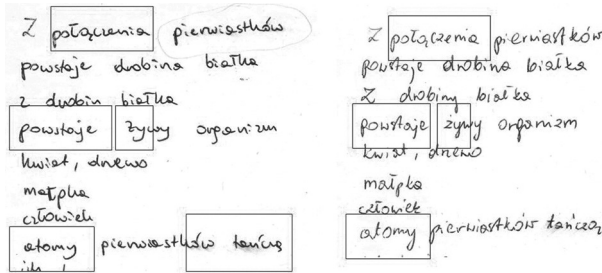 Z połączenia pierwiastków
powstaje drobina białka
z drobin białka
powstaje żywy organizm
kwiat, drzewo
małpka
człowiek
atomy pierwiastków tańczą
Z połączenia pierwiastków
powstaje drobina białka
Z drobiny białka
powstaje żywy organizm
kwiat, drzewo
małpka
człowiek
atomy pierwiastków tańczą